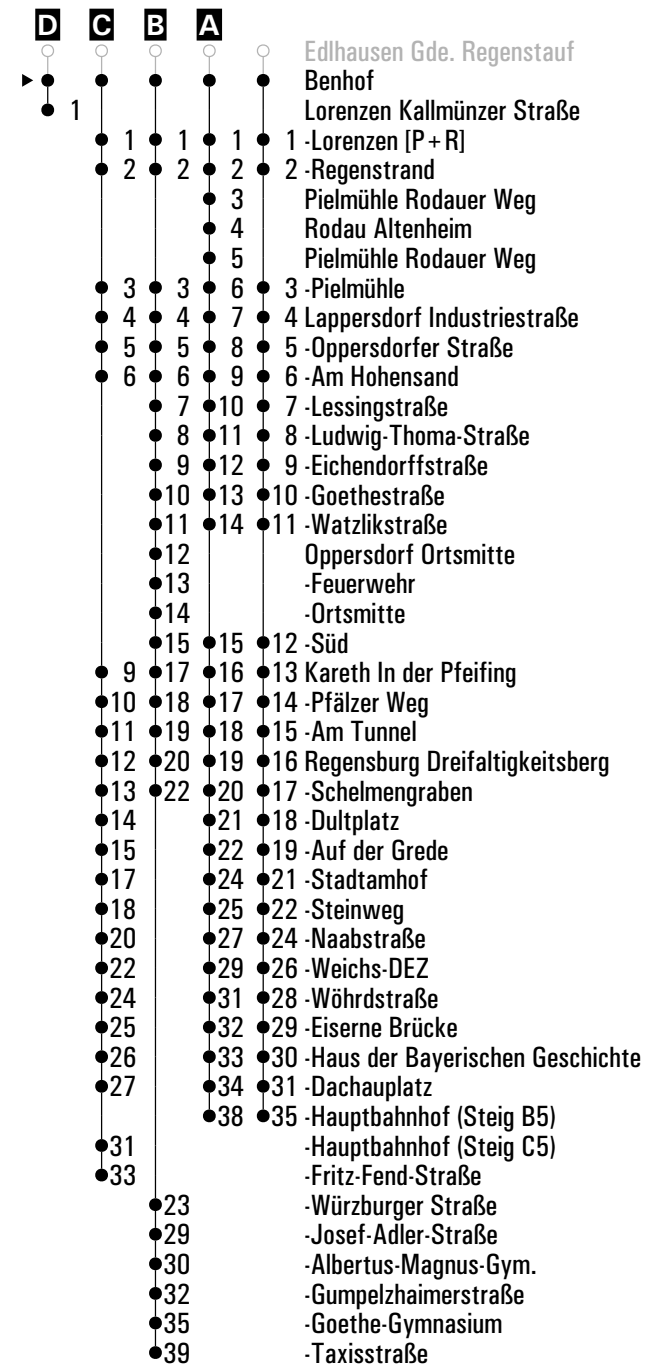 D C B A
Edlhausen Gde. Regenstauf
Benhof
1 Lorenzen Kallmünzer Straße
1 1 1 1 -Lorenzen [P+R]
2 2 2 2 -Regenstrand
3 Pielmühle Rodauer Weg
4 Rodau Altenheim
5 Pielmühle Rodauer Weg
3 3 6 3 -Pielmühle
4 4 7 4 Lappersdorf Industriestraße
5 5 8 5 -Oppersdorfer Straße
6 6 9 6 -Am Hohensand
7 10 7 -Lessingstraße
8 11 8 -Ludwig-Thoma-Straße
9 12 9 -Eichendorffstraße
10 13 10 -Goethestraße
11 14 11 -Watzlikstraße
12 Oppersdorf Ortsmitte
13 -Feuerwehr
14 -Ortsmitte
15 15 12 -Süd
9 17 16 13 Kareth In der Pfeifing
10 18 17 14 -Pfälzer Weg
11 19 18 15 -Am Tunnel
12 20 19 16 Regensburg Dreifaltigkeitsberg
13 22 20 17 -Schelmengraben
14 21 18 -Dultplatz
15 22 19 -Auf der Grede
17 24 21 -Stadtamhof
18 25 22 -Steinweg
20 27 24 -Naabstraße
22 29 26 -Weichs-DEZ
24 31 28 -Wöhrdstraße
25 32 29 -Eiserne Brücke
26 33 30 -Haus der Bayerischen Geschichte
27 34 31 -Dachauplatz
38 35 -Hauptbahnhof (Steig B5)
31 -Hauptbahnhof (Steig C5)
33 -Fritz-Fend-Straße
23 -Würzburger Straße
29 -Josef-Adler-Straße
30 -Albertus-Magnus-Gym.
32 -Gumpelzhaimerstraße
35 -Goethe-Gymnasium
39 -Taxisstraße